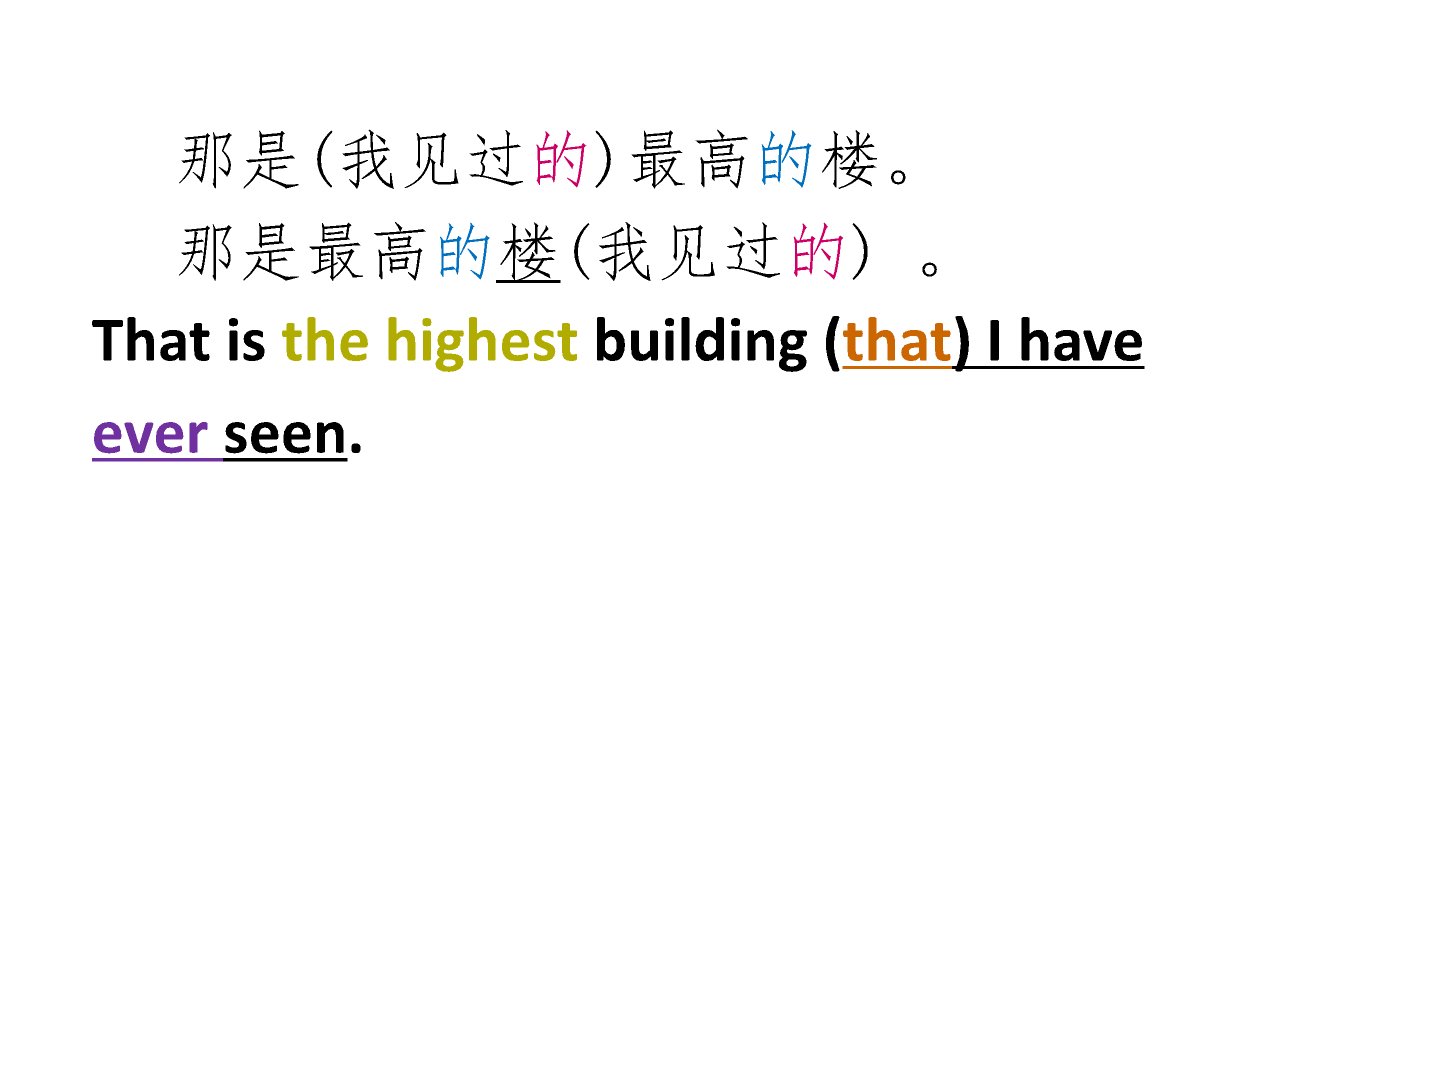 那是(我见过的)最高的楼。
那是最高的楼(我见过的) 。
That is the highest building (that) I have
ever seen.